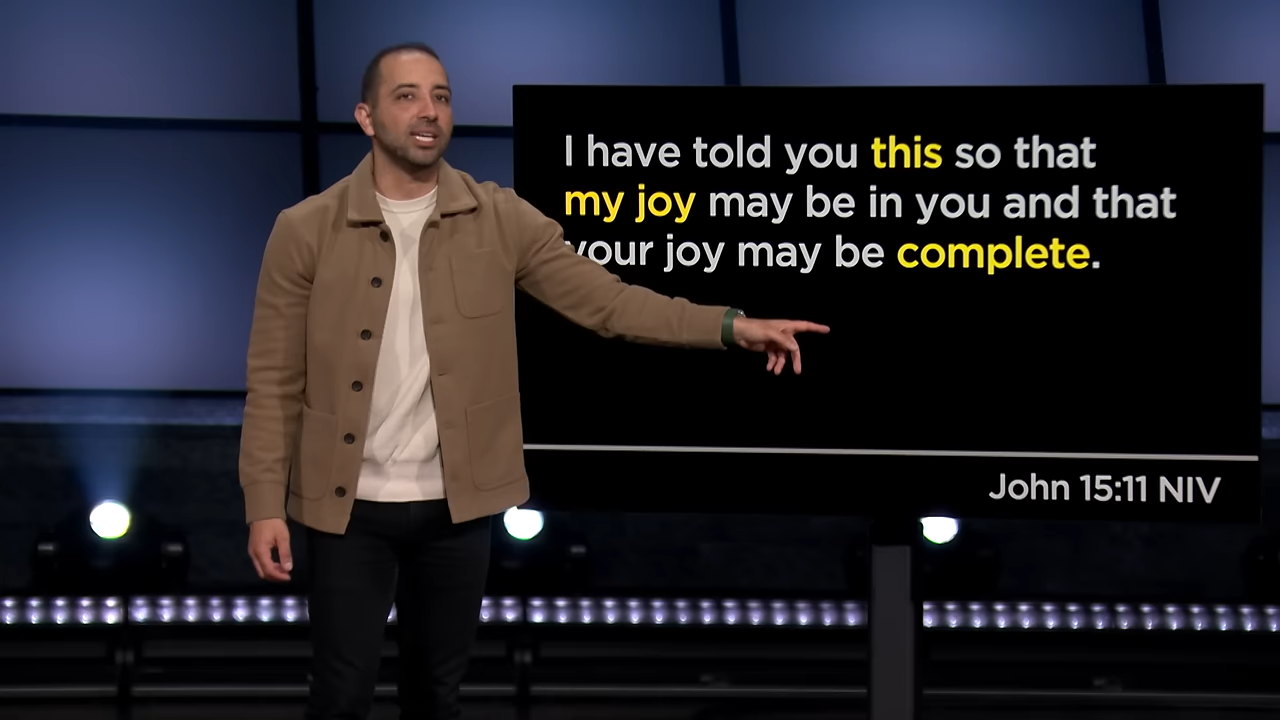 I have told you this so that
my joy may be in you and that
your joy may be complete.
John 15:11 NIV